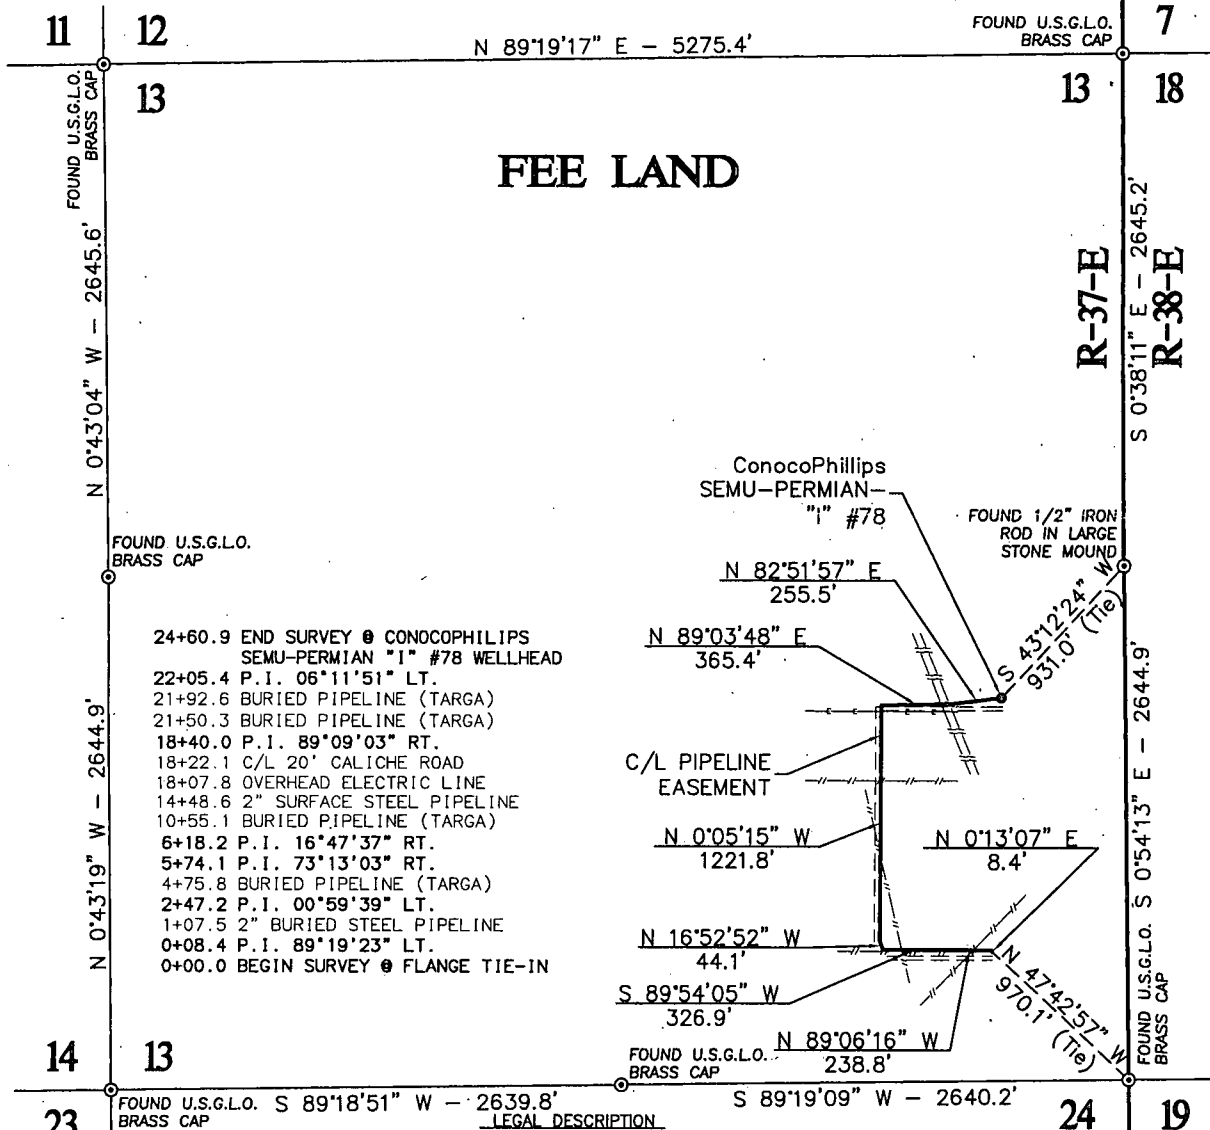 11 12
N 89°19'17" E – 5275.4'
FOUND U.S.G.L.O.
BRASS CAP
7
13
13 18
FOUND U.S.G.L.O.
BRASS CAP
FEE LAND
N 0°43'04" W – 2645.6'
S 0°38'11" E – 2645.2'
R-37-E
R-38-E
ConocoPhillips
SEMU-PERMIAN
"I" #78
FOUND 1/2" IRON
ROD IN LARGE
STONE MOUND
FOUND U.S.G.L.O.
BRASS CAP
N 82°51'57" E
255.5'
S 43°12'24" W
931.0' (Tie)
N 89°03'48" E
365.4'
24+60.9 END SURVEY @ CONOCOPHILIPS
SEMU-PERMIAN "I" #78 WELLHEAD
22+05.4 P.I. 06°11'51" LT.
21+92.6 BURIED PIPELINE (TARGA)
21+50.3 BURIED PIPELINE (TARGA)
18+40.0 P.I. 89°09'03" RT.
18+22.1 C/L 20' CALICHE ROAD
18+07.8 OVERHEAD ELECTRIC LINE
14+48.6 2" SURFACE STEEL PIPELINE
10+55.1 BURIED PIPELINE (TARGA)
6+18.2 P.I. 16°47'37" RT.
5+74.1 P.I. 73°13'03" RT.
4+75.8 BURIED PIPELINE (TARGA)
2+47.2 P.I. 00°59'39" LT.
1+07.5 2" BURIED STEEL PIPELINE
0+08.4 P.I. 89°19'23" LT.
0+00.0 BEGIN SURVEY @ FLANGE TIE-IN
N 0°43'19" W – 2644.9'
C/L PIPELINE
EASEMENT
N 0°05'15" W
1221.8'
N 0°13'07" E
8.4'
S 0°54'13" E – 2644.9'
N 16°52'52" W
44.1'
S 89°54'05" W
326.9'
N 89°06'16" W
238.8'
N 47°42'57" W
970.1' (Tie)
FOUND U.S.G.L.O.
BRASS CAP
14 13
FOUND U.S.G.L.O.
BRASS CAP
FOUND U.S.G.L.O.
BRASS CAP
S 89°18'51" W – 2639.8'
S 89°19'09" W – 2640.2'
23
24 19
LEGAL DESCRIPTION